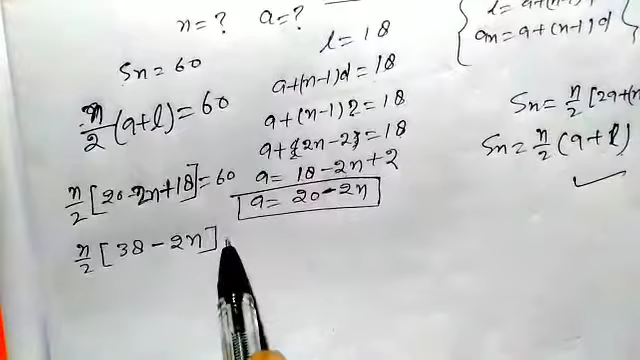 n=? a=?
Sn=60
n/2(a+l)=60
n/2[20-2n+18]=60
n/2[38-2n]
l=18
a+(n-1)d=18
a+(n-1)2=18
a+{2n-2}=18
a=18-2n+2
a=20-2n
an=a+(n-1)d
Sn=n/2[2a+(n
Sn=n/2(a+l)